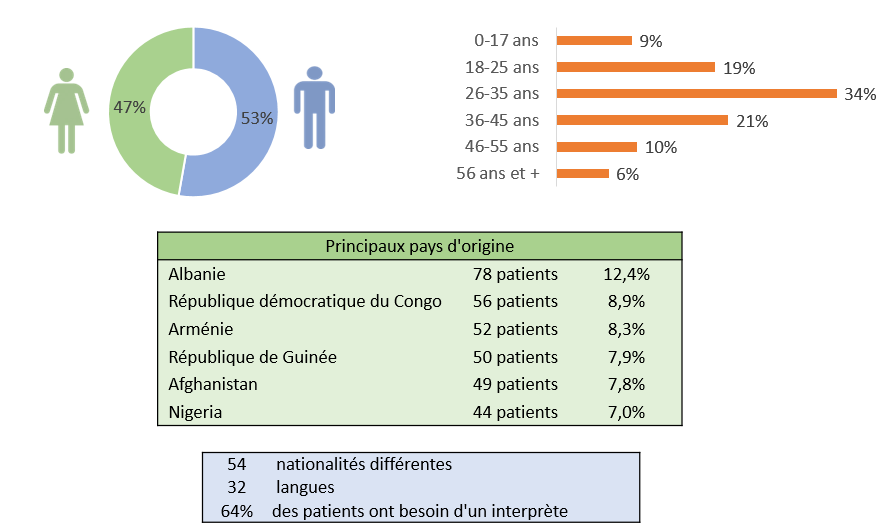 47%
53%
0-17 ans 9%
18-25 ans 19%
26-35 ans 34%
36-45 ans 21%
46-55 ans 10%
56 ans et + 6%
Principaux pays d'origine
Albanie 78 patients 12,4%
République démocratique du Congo 56 patients 8,9%
Arménie 52 patients 8,3%
République de Guinée 50 patients 7,9%
Afghanistan 49 patients 7,8%
Nigeria 44 patients 7,0%
54 nationalités différentes
32 langues
64% des patients ont besoin d'un interprète